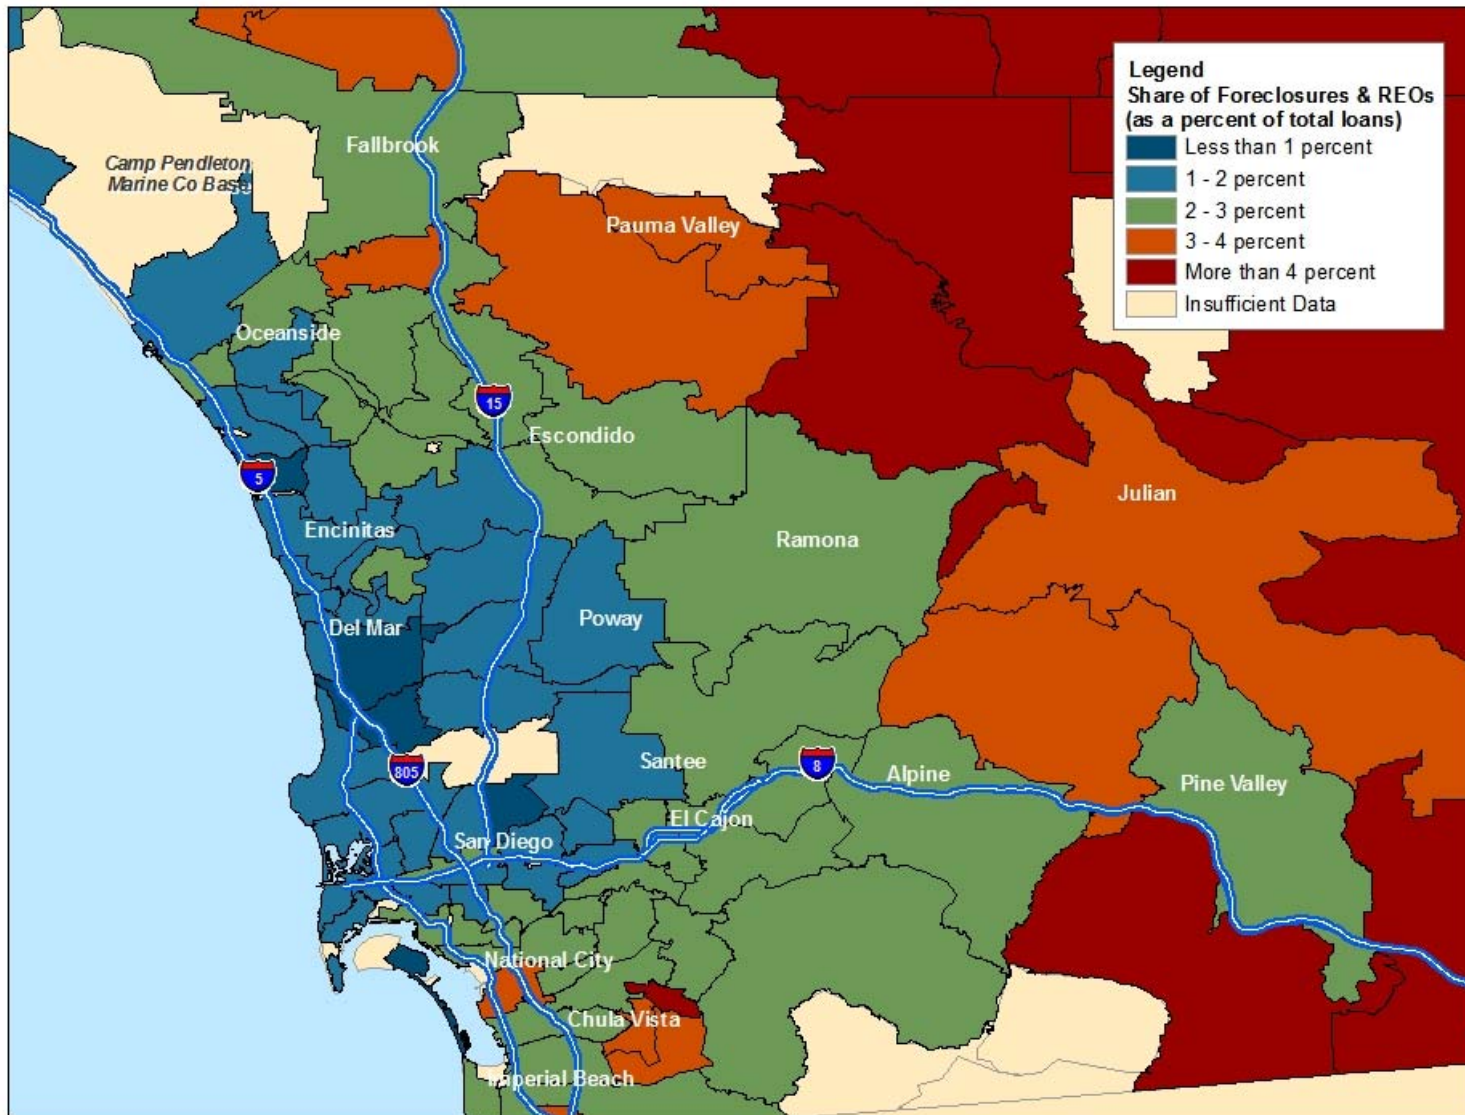 Legend
Share of Foreclosures & REOs
(as a percent of total loans)
Less than 1 percent
1 - 2 percent
2 - 3 percent
3 - 4 percent
More than 4 percent
Insufficient Data
Fallbrook
Camp Pendleton
Marine Co Base
Pauma Valley
Oceanside
15
Escondido
5
Julian
Encinitas
Ramona
Poway
Del Mar
Santee
805
8
Alpine
Pine Valley
El Cajon
San Diego
National City
Chula Vista
Imperial Beach